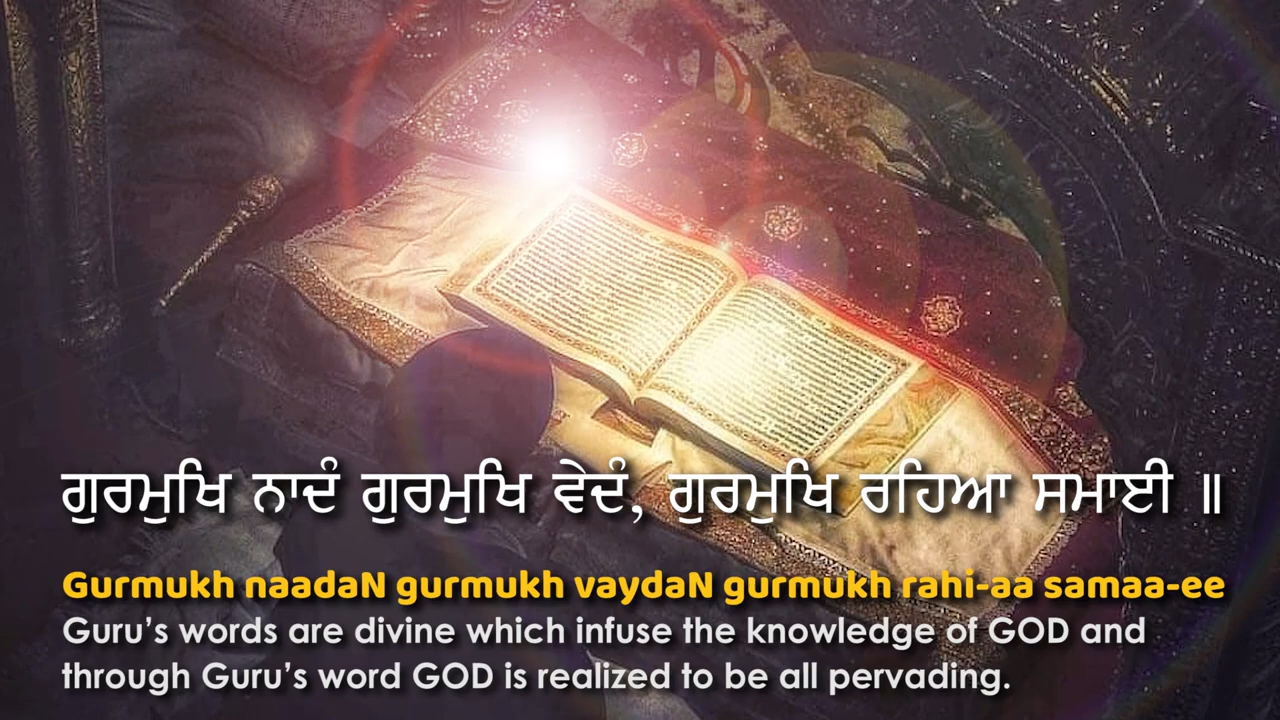 ਗੁਰਮੁਖਿ ਨਾਦੰ ਗੁਰਮੁਖਿ ਵੇਦੰ, ਗੁਰਮੁਖਿ ਰਹਿਆ ਸਮਾਈ ॥
Gurmukh naadaN gurmukh vaydaN gurmukh rahi-aa samaa-ee
Guru’s words are divine which infuse the knowledge of GOD and
through Guru’s word GOD is realized to be all pervading.